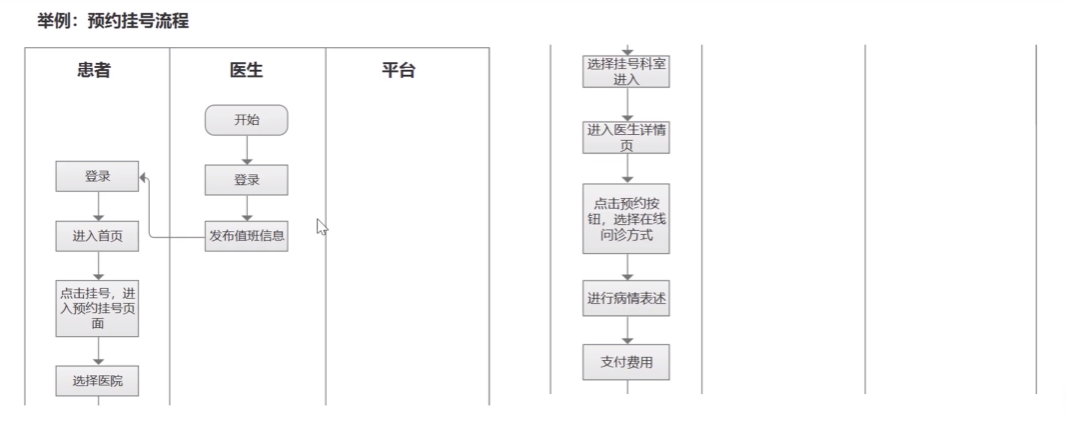 举例：预约挂号流程
患者
医生
平台
开始
登录
发布值班信息
登录
进入首页
点击挂号，进
入预约挂号页
面
选择医院
选择挂号科室
进入
进入医生详情
页
点击预约按
钮，选择在线
问诊方式
进行病情表述
支付费用